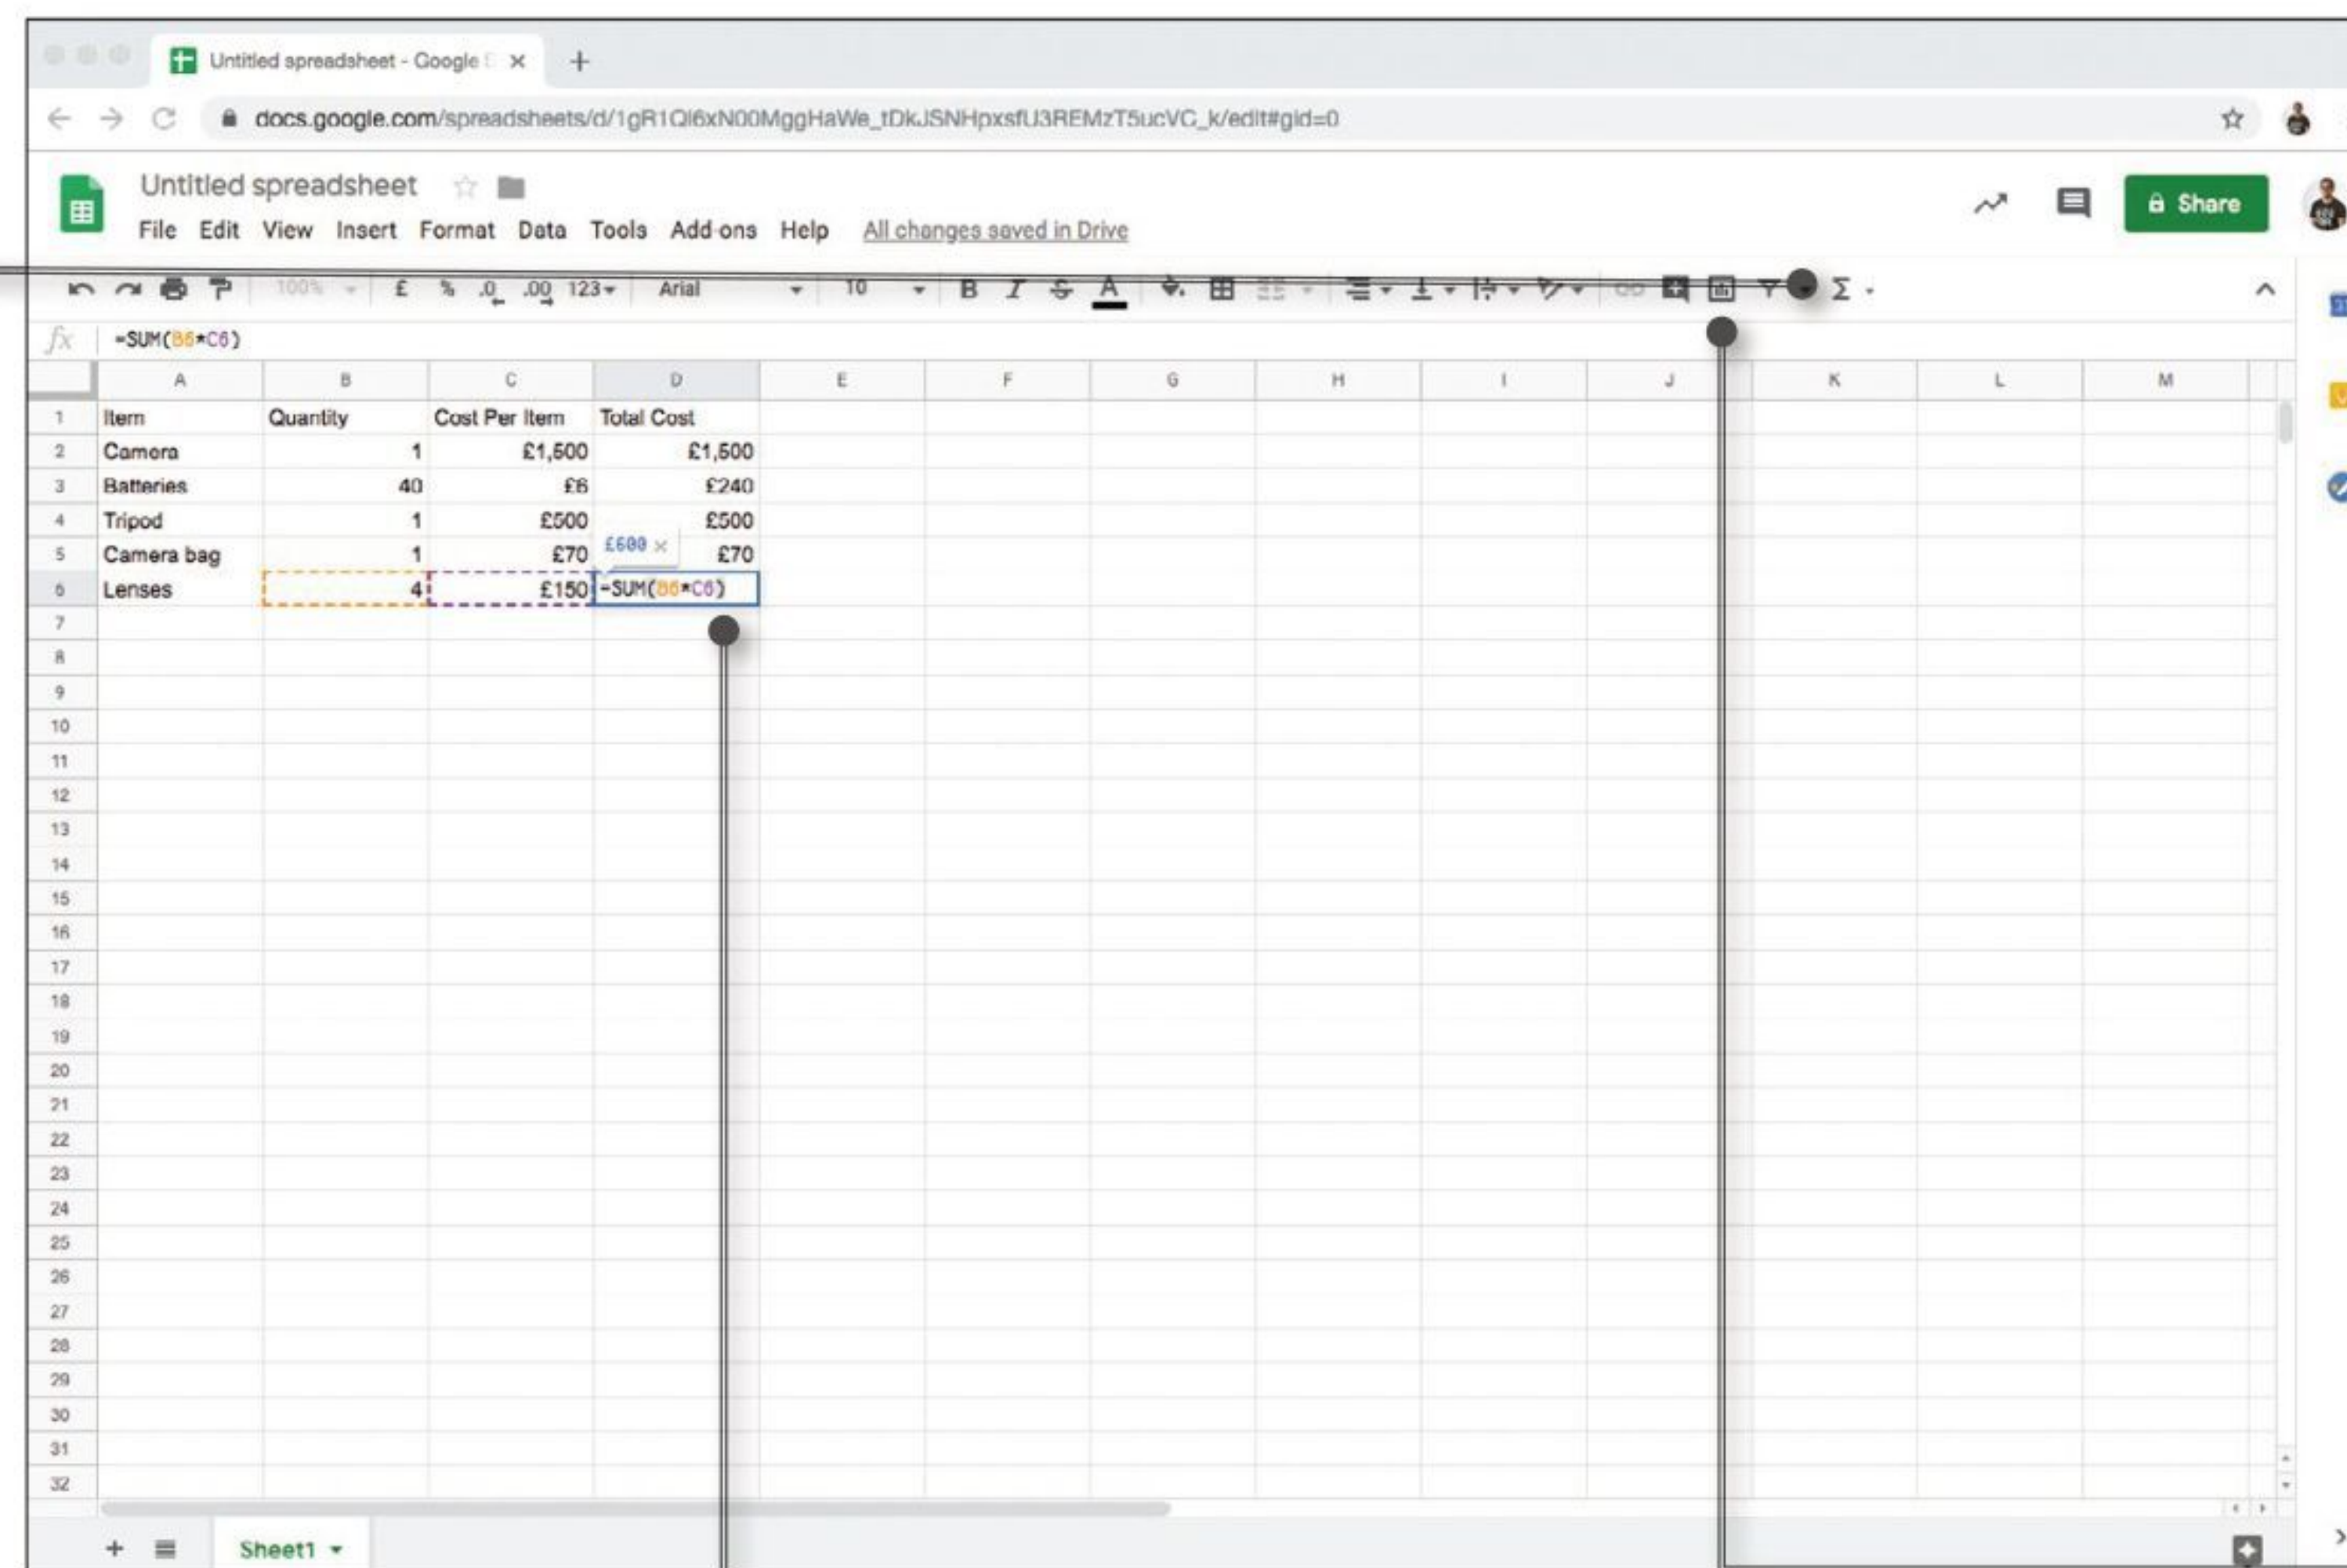 Untitled spreadsheet - Google
docs.google.com/spreadsheets/d/1gR1Ql6xN00MggHaWe_tDkJSNHpxsfU3REMzT5ucVC_k/edit#gid=0
Untitled spreadsheet
Share
File Edit View Insert Format Data Tools Add-ons Help All changes saved in Drive
100% £ % .0 .00 123 Arial 10 B I S A Σ
fx =SUM(B6*C6)
A B C D E F G H I J K L M
1 Item Quantity Cost Per Item Total Cost
2 Camera 1 £1,500 £1,500
3 Batteries 40 £6 £240
4 Tripod 1 £500 £500
£600 ×
5 Camera bag 1 £70 £70
6 Lenses 4 £150 =SUM(B6*C6)
7
8
9
10
11
12
13
14
15
16
17
18
19
20
21
22
23
24
25
26
27
28
29
30
31
32
+ Sheet1